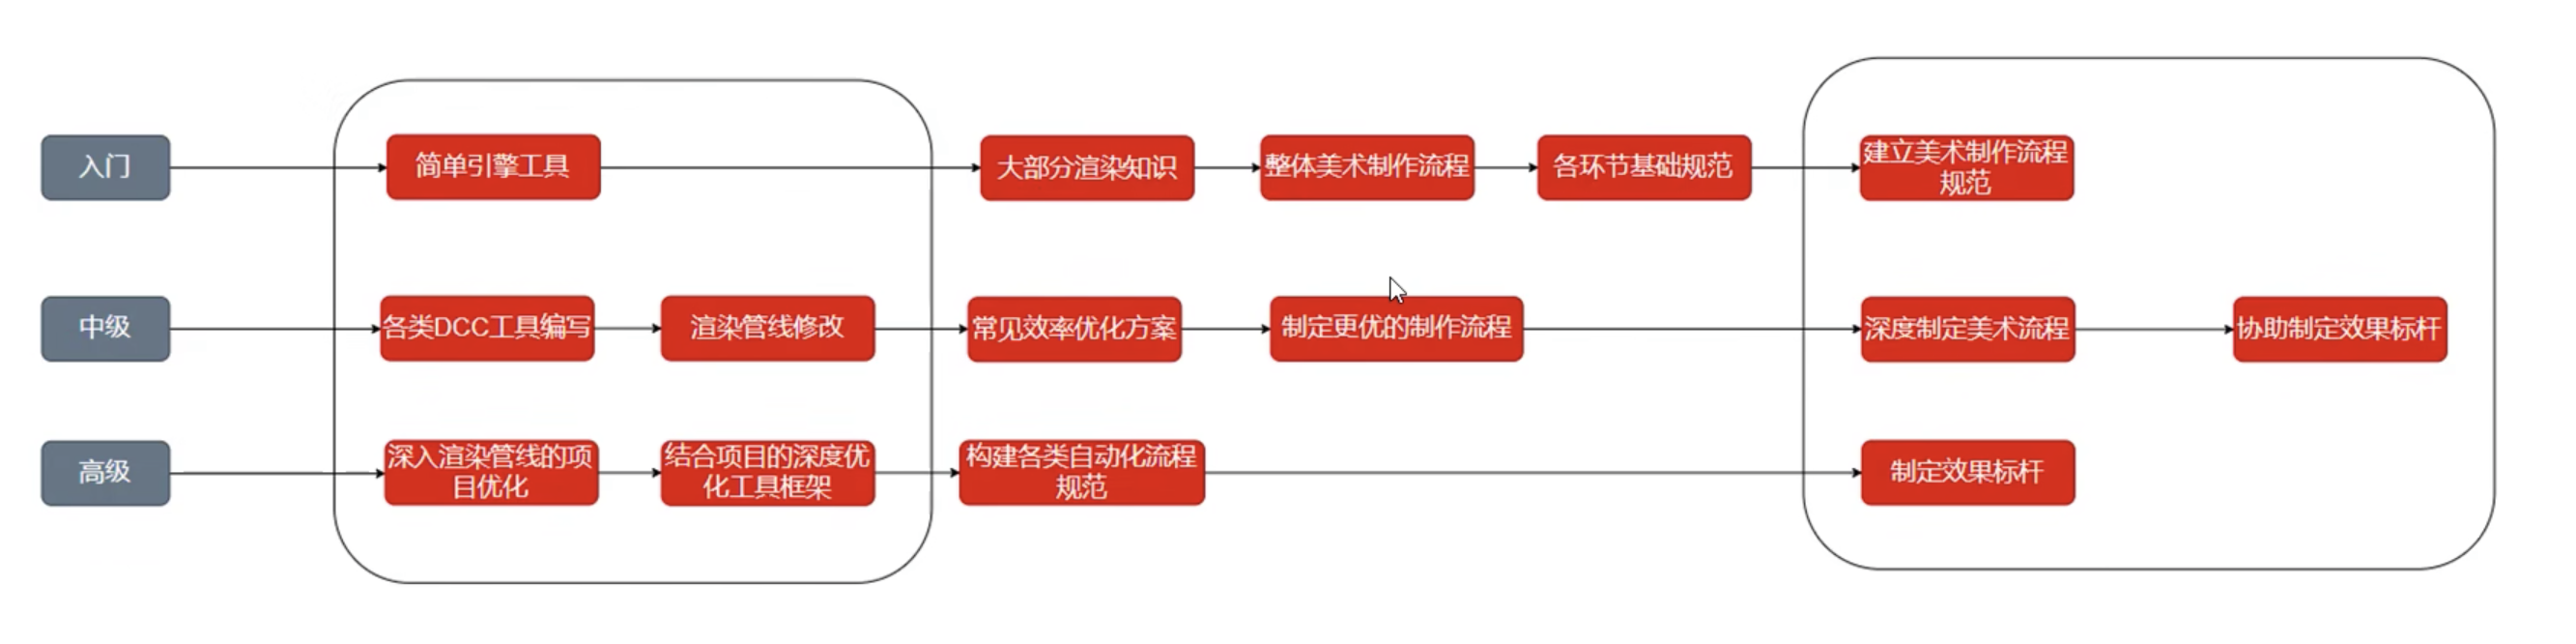 入门
简单引擎工具
大部分渲染知识
整体美术制作流程
各环节基础规范
建立美术制作流程
规范
中级
各类DCC工具编写
渲染管线修改
常见效率优化方案
制定更优的制作流程
深度制定美术流程
协助制定效果标杆
高级
深入渲染管线的项
目优化
结合项目的深度优
化工具框架
构建各类自动化流程
规范
制定效果标杆